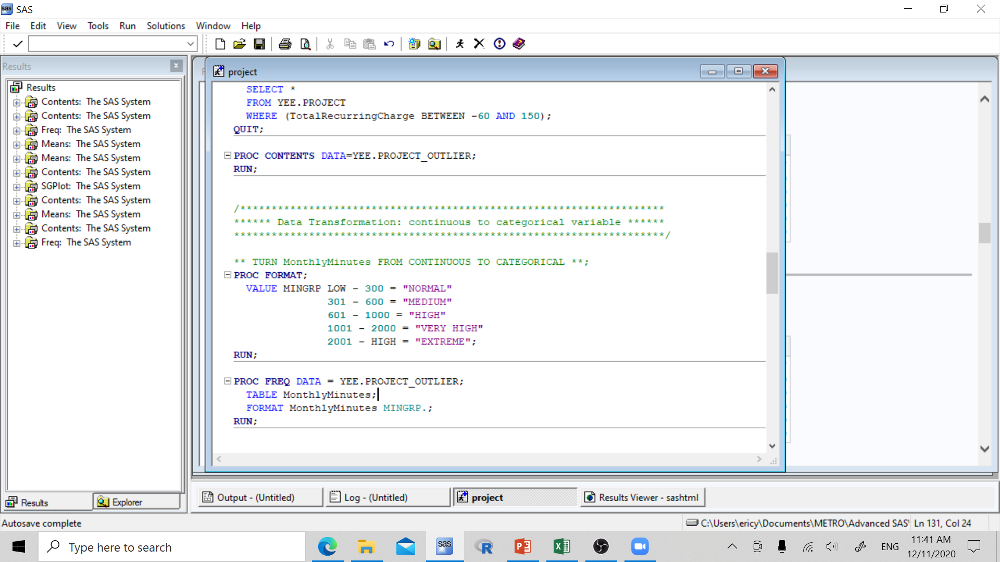 SAS
File Edit View Tools Run Solutions Window Help
Results
Results
Contents: The SAS System
Contents: The SAS System
Freq: The SAS System
Means: The SAS System
Means: The SAS System
Contents: The SAS System
SGPlot: The SAS System
Contents: The SAS System
Means: The SAS System
Contents: The SAS System
Freq: The SAS System
Results Explorer
project
SELECT *
FROM YEE.PROJECT
WHERE (TotalRecurringCharge BETWEEN -60 AND 150);
QUIT;
PROC CONTENTS DATA=YEE.PROJECT_OUTLIER;
RUN;
/********************************************************************
****** Data Transformation: continuous to categorical variable ******
*********************************************************************/
** TURN MonthlyMinutes FROM CONTINUOUS TO CATEGORICAL **;
PROC FORMAT;
VALUE MINGRP LOW - 300 = "NORMAL"
301 - 600 = "MEDIUM"
601 - 1000 = "HIGH"
1001 - 2000 = "VERY HIGH"
2001 - HIGH = "EXTREME";
RUN;
PROC FREQ DATA = YEE.PROJECT_OUTLIER;
TABLE MonthlyMinutes;
FORMAT MonthlyMinutes MINGRP.;
RUN;
Output - (Untitled) Log - (Untitled) project Results Viewer - sashtml
Autosave complete C:\Users\ericy\Documents\METRO\Advanced SAS Ln 131, Col 24
Type here to search
ENG
11:41 AM
12/11/2020